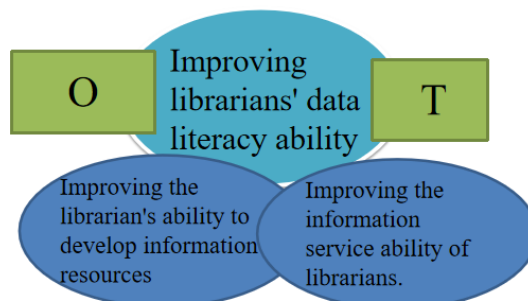 O
Improving
librarians' data
literacy ability
T
Improving the
librarian's ability to
develop information
resources
Improving the
information
service ability of
librarians.